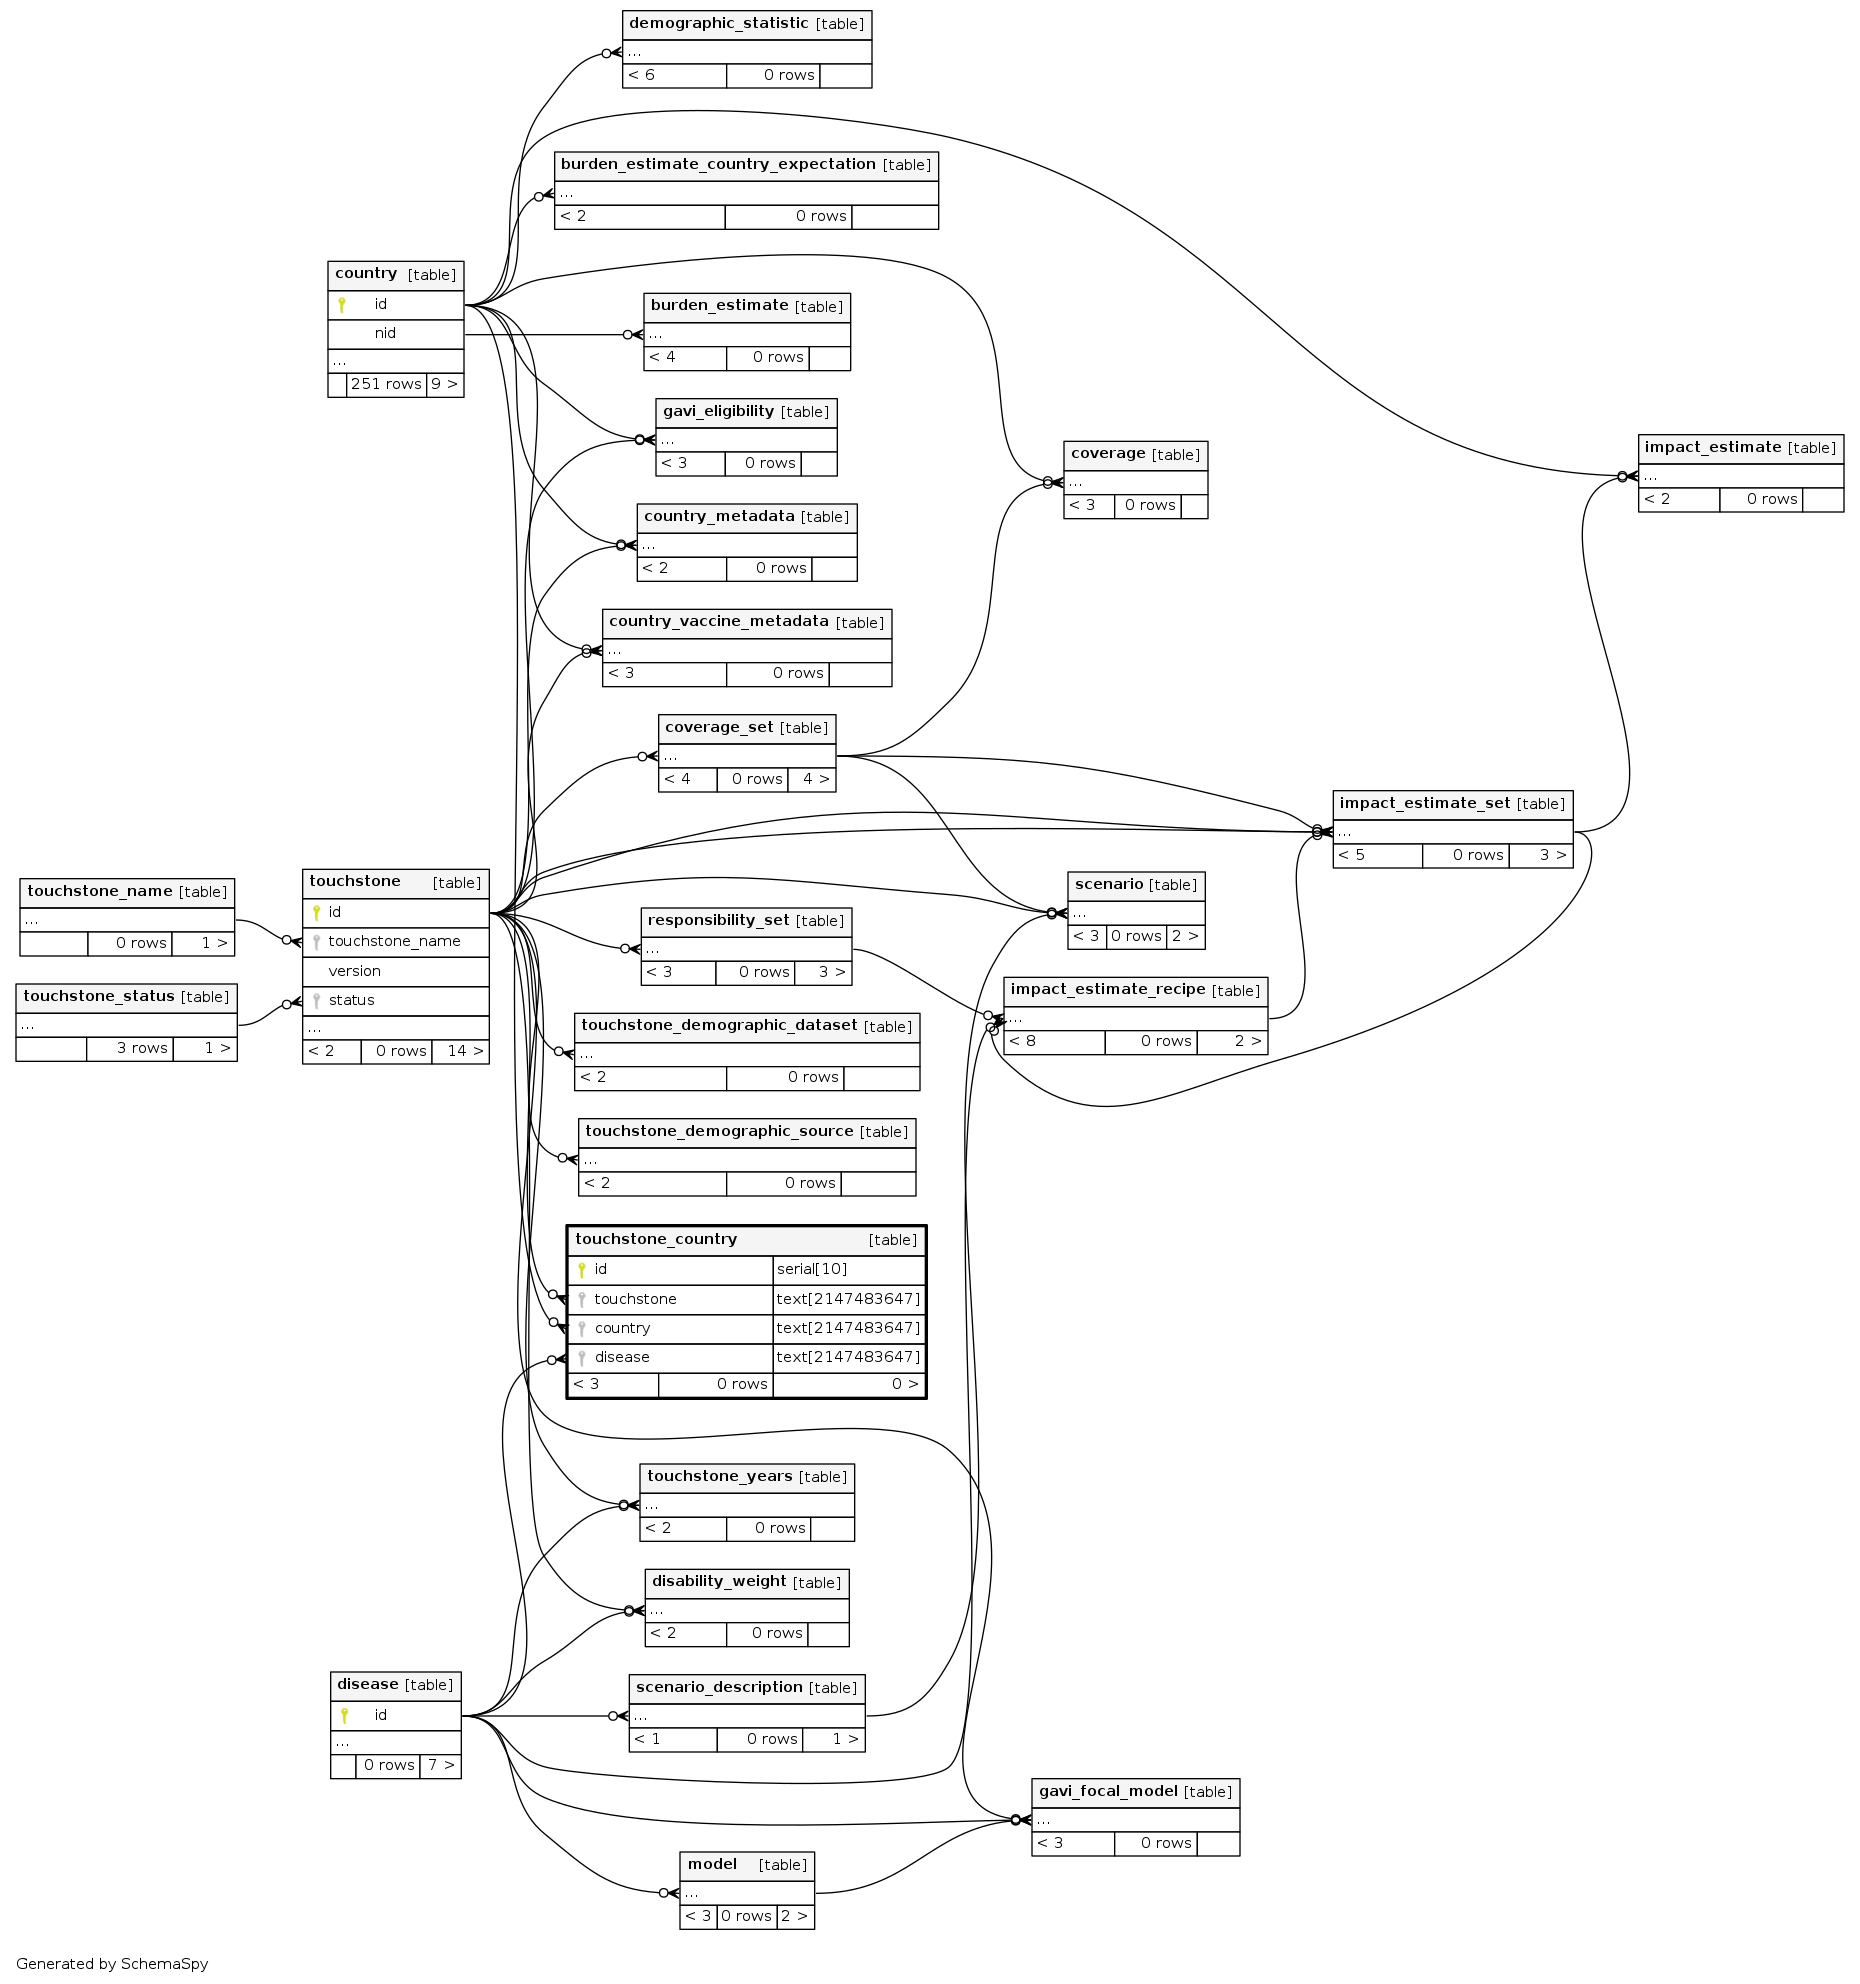 demographic_statistic [table]
...
< 6 0 rows
burden_estimate_country_expectation [table]
...
< 2 0 rows
country [table]
id
nid
...
251 rows 9 >
burden_estimate [table]
...
< 4 0 rows
gavi_eligibility [table]
...
< 3 0 rows
coverage [table]
...
< 3 0 rows
impact_estimate [table]
...
< 2 0 rows
country_metadata [table]
...
< 2 0 rows
country_vaccine_metadata [table]
...
< 3 0 rows
coverage_set [table]
...
< 4 0 rows 4 >
impact_estimate_set [table]
...
< 5 0 rows 3 >
touchstone_name [table]
...
0 rows 1 >
touchstone_status [table]
...
3 rows 1 >
touchstone [table]
id
touchstone_name
version
status
...
< 2 0 rows 14 >
scenario [table]
...
< 3 0 rows 2 >
responsibility_set [table]
...
< 3 0 rows 3 >
impact_estimate_recipe [table]
...
< 8 0 rows 2 >
touchstone_demographic_dataset [table]
...
< 2 0 rows
touchstone_demographic_source [table]
...
< 2 0 rows
touchstone_country [table]
id serial[10]
touchstone text[2147483647]
country text[2147483647]
disease text[2147483647]
< 3 0 rows 0 >
touchstone_years [table]
...
< 2 0 rows
disability_weight [table]
...
< 2 0 rows
disease [table]
id
...
0 rows 7 >
scenario_description [table]
...
< 1 0 rows 1 >
gavi_focal_model [table]
...
< 3 0 rows
model [table]
...
< 3 0 rows 2 >
Generated by SchemaSpy